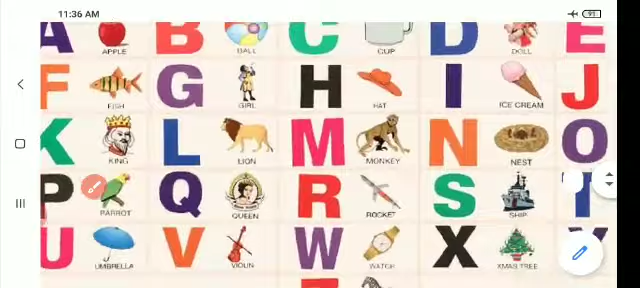 11:36 AM 91
A APPLE B BALL C CUP D DOLL E
F FISH G GIRL H HAT I ICE CREAM J
K KING L LION M MONKEY N NEST O
P PARROT Q QUEEN R ROCKET S SHIP T
U UMBRELLA V VIOLIN W WATCH X XMAS TREE Y